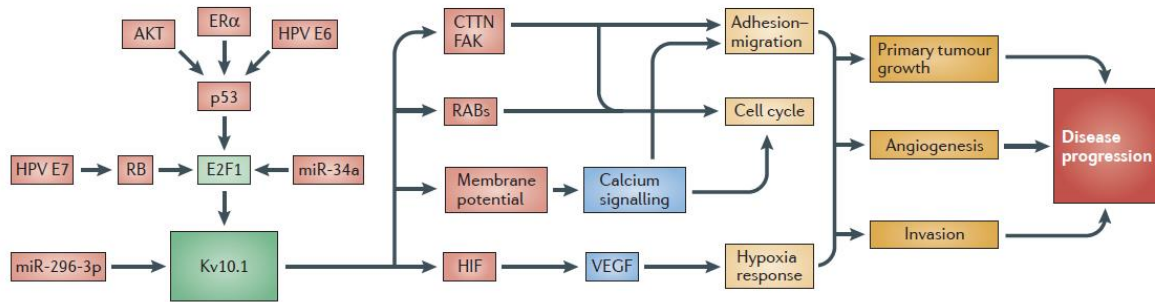 AKT
ERα
HPV E6
p53
HPV E7
RB
E2F1
miR-34a
miR-296-3p
Kv10.1
CTTN
FAK
RABs
Membrane
potential
Calcium
signalling
HIF
VEGF
Adhesion–
migration
Cell cycle
Hypoxia
response
Primary tumour
growth
Angiogenesis
Invasion
Disease
progression